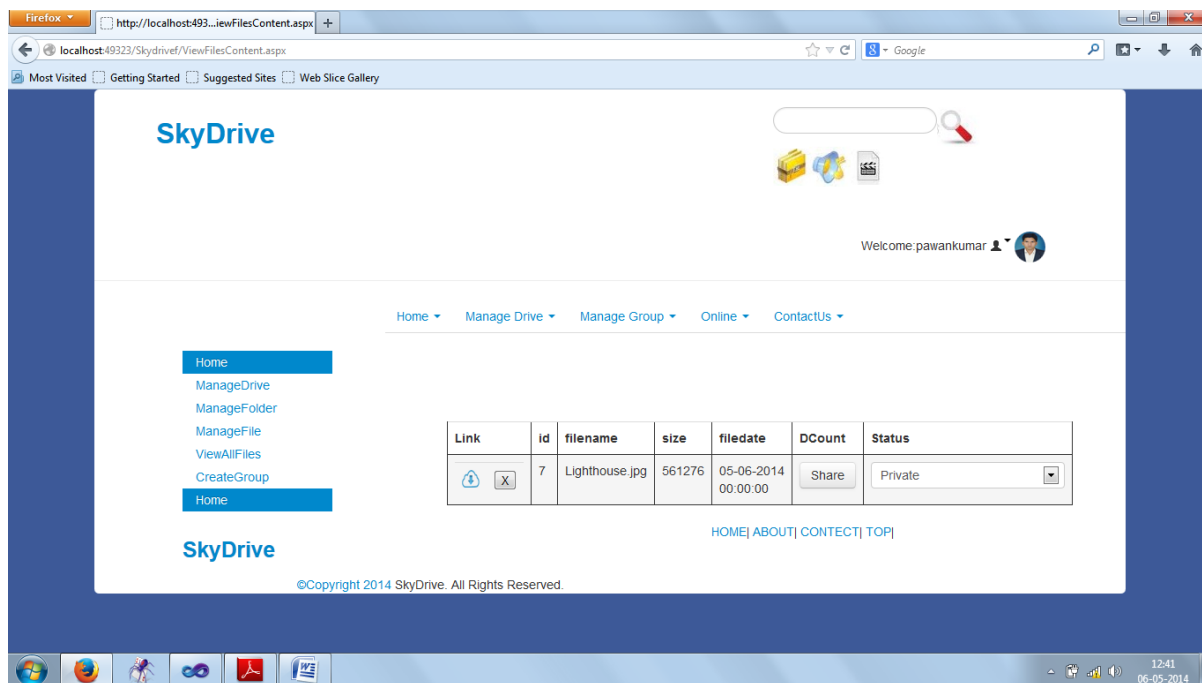 Firefox
http://localhost:493...iewFilesContent.aspx
localhost:49323/Skydrivef/ViewFilesContent.aspx
Google
Most Visited Getting Started Suggested Sites Web Slice Gallery
SkyDrive
Welcome:pawankumar
Home Manage Drive Manage Group Online ContactUs
Home
ManageDrive
ManageFolder
ManageFile
ViewAllFiles
CreateGroup
Home
Link id filename size filedate DCount Status
X 7 Lighthouse.jpg 561276 05-06-2014 Share Private
00:00:00
HOME| ABOUT| CONTECT| TOP|
SkyDrive
©Copyright 2014 SkyDrive. All Rights Reserved.
12:41
06-05-2014